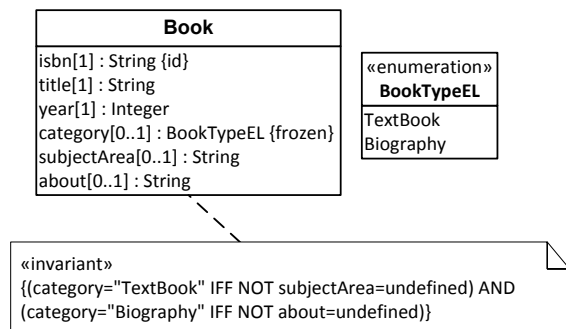 Book
isbn[1] : String {id}
title[1] : String
year[1] : Integer
category[0..1] : BookTypeEL {frozen}
subjectArea[0..1] : String
about[0..1] : String
«enumeration»
BookTypeEL
TextBook
Biography
«invariant»
{(category="TextBook" IFF NOT subjectArea=undefined) AND
(category="Biography" IFF NOT about=undefined)}